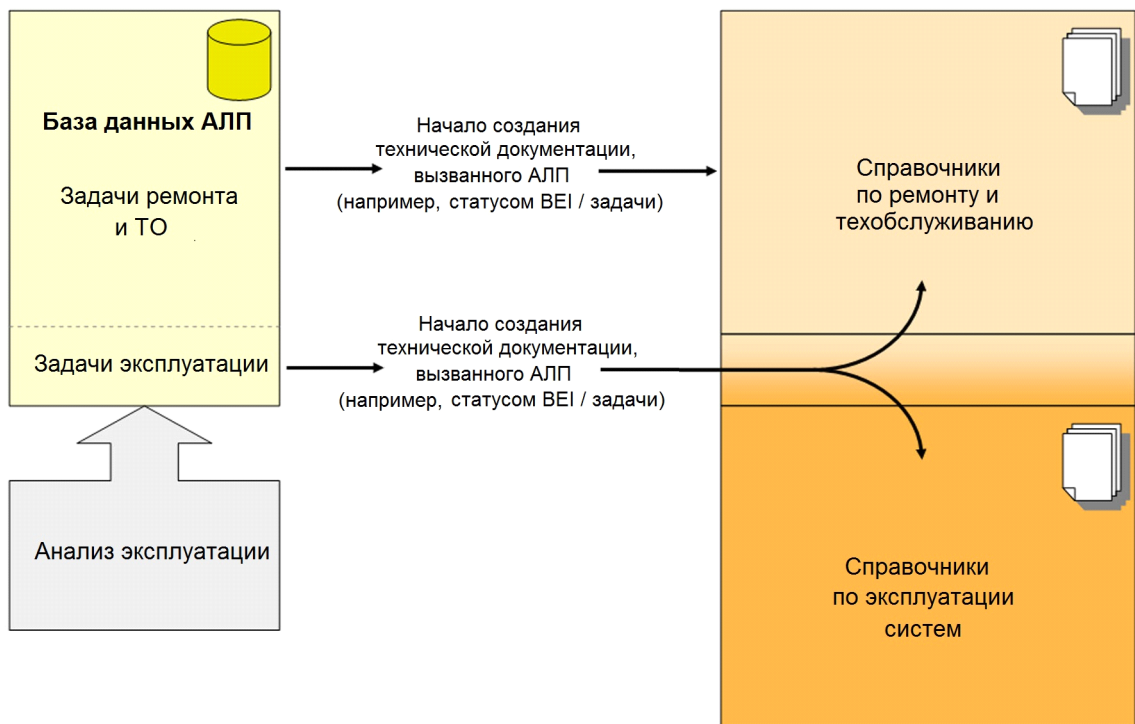 База данных АЛП
Задачи ремонта
и ТО
Задачи эксплуатации
Анализ эксплуатации
Начало создания
технической документации,
вызванного АЛП
(например, статусом BEI / задачи)
Начало создания
технической документации,
вызванного АЛП
(например, статусом BEI / задачи)
Справочники
по ремонту и
техобслуживанию
Справочники
по эксплуатации
систем